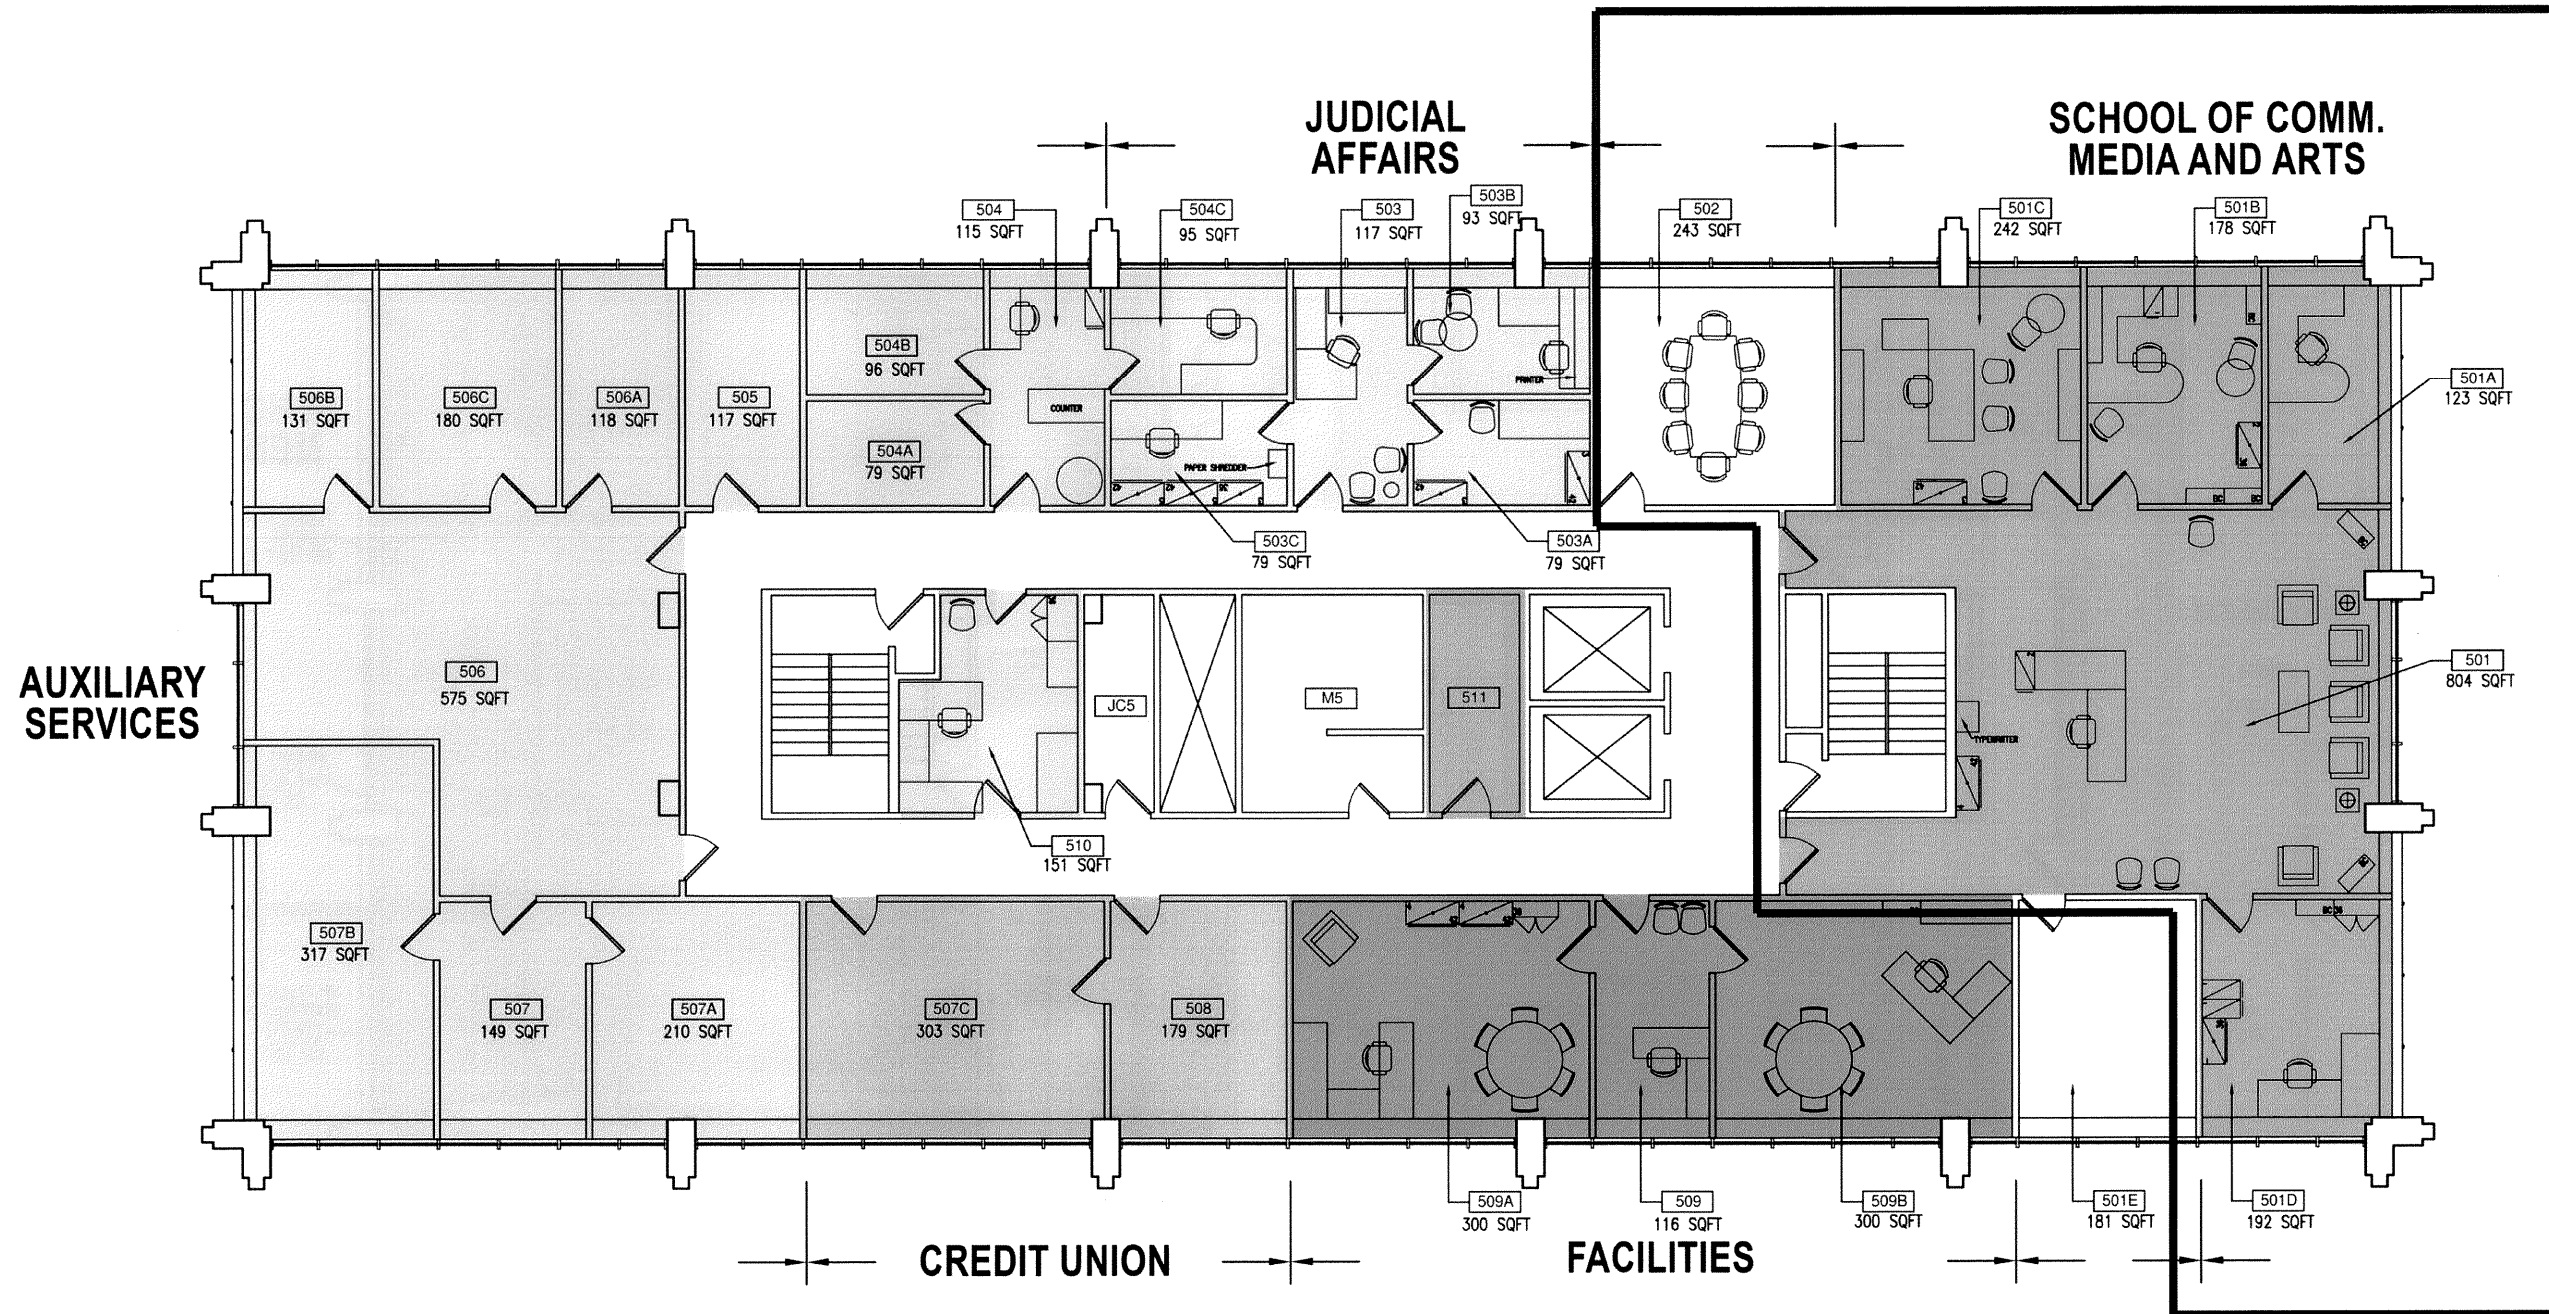 JUDICIAL
AFFAIRS
SCHOOL OF COMM.
MEDIA AND ARTS
504
115 SQFT
504C
95 SQFT
503
117 SQFT
503B
93 SQFT
502
243 SQFT
501C
242 SQFT
501B
178 SQFT
506B
131 SQFT
506C
180 SQFT
506A
118 SQFT
505
117 SQFT
504B
96 SQFT
504A
79 SQFT
COUNTER
PAPER SHREDDER
PRINTER
501A
123 SQFT
503C
79 SQFT
503A
79 SQFT
AUXILIARY
SERVICES
506
575 SQFT
JC5
M5
511
501
804 SQFT
TYPEWRITER
510
151 SQFT
507B
317 SQFT
507
149 SQFT
507A
210 SQFT
507C
303 SQFT
508
179 SQFT
509A
300 SQFT
509
116 SQFT
509B
300 SQFT
501E
181 SQFT
501D
192 SQFT
CREDIT UNION
FACILITIES